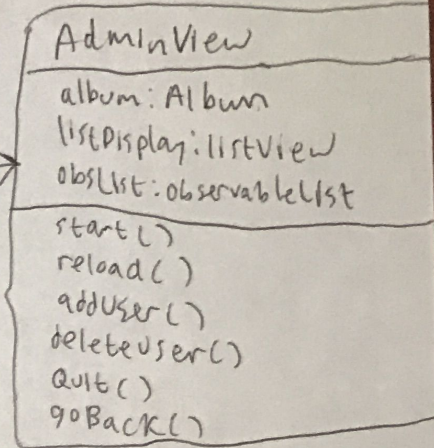 AdminView
album: Album
listDisplay: listView
obsList: observableList
start()
reload()
addUser()
deleteUser()
Quit()
goBack()